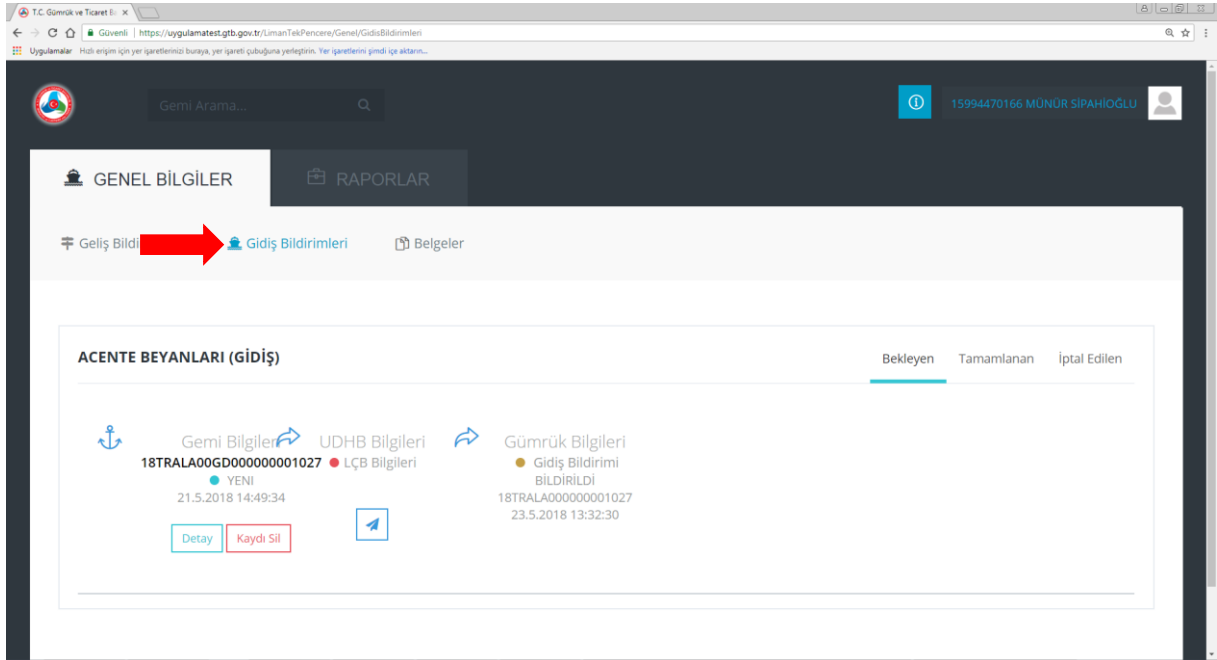 T.C. Gümrük ve Ticaret B
Güvenli | https://uygulamatest.gtb.gov.tr/LimanTekPencere/Genel/GidisBildirimleri
Uygulamalar Hızlı erişim için yer işaretlerinizi buraya, yer işareti çubuğuna yerleştirin. Yer işaretlerini şimdi içe aktarın...
Gemi Arama...
15994470166 MÜNÜR SİPAHİOĞLU
GENEL BİLGİLER
RAPORLAR
Geliş Bildi
Gidiş Bildirimleri
Belgeler
ACENTE BEYANLARI (GİDİŞ)
Bekleyen Tamamlanan İptal Edilen
Gemi Bilgiler
18TRALA00GD000000001027
YENI
21.5.2018 14:49:34
Detay Kaydı Sil
UDHB Bilgileri
LÇB Bilgileri
Gümrük Bilgileri
Gidiş Bildirimi
BİLDİRİLDİ
18TRALA000000001027
23.5.2018 13:32:30